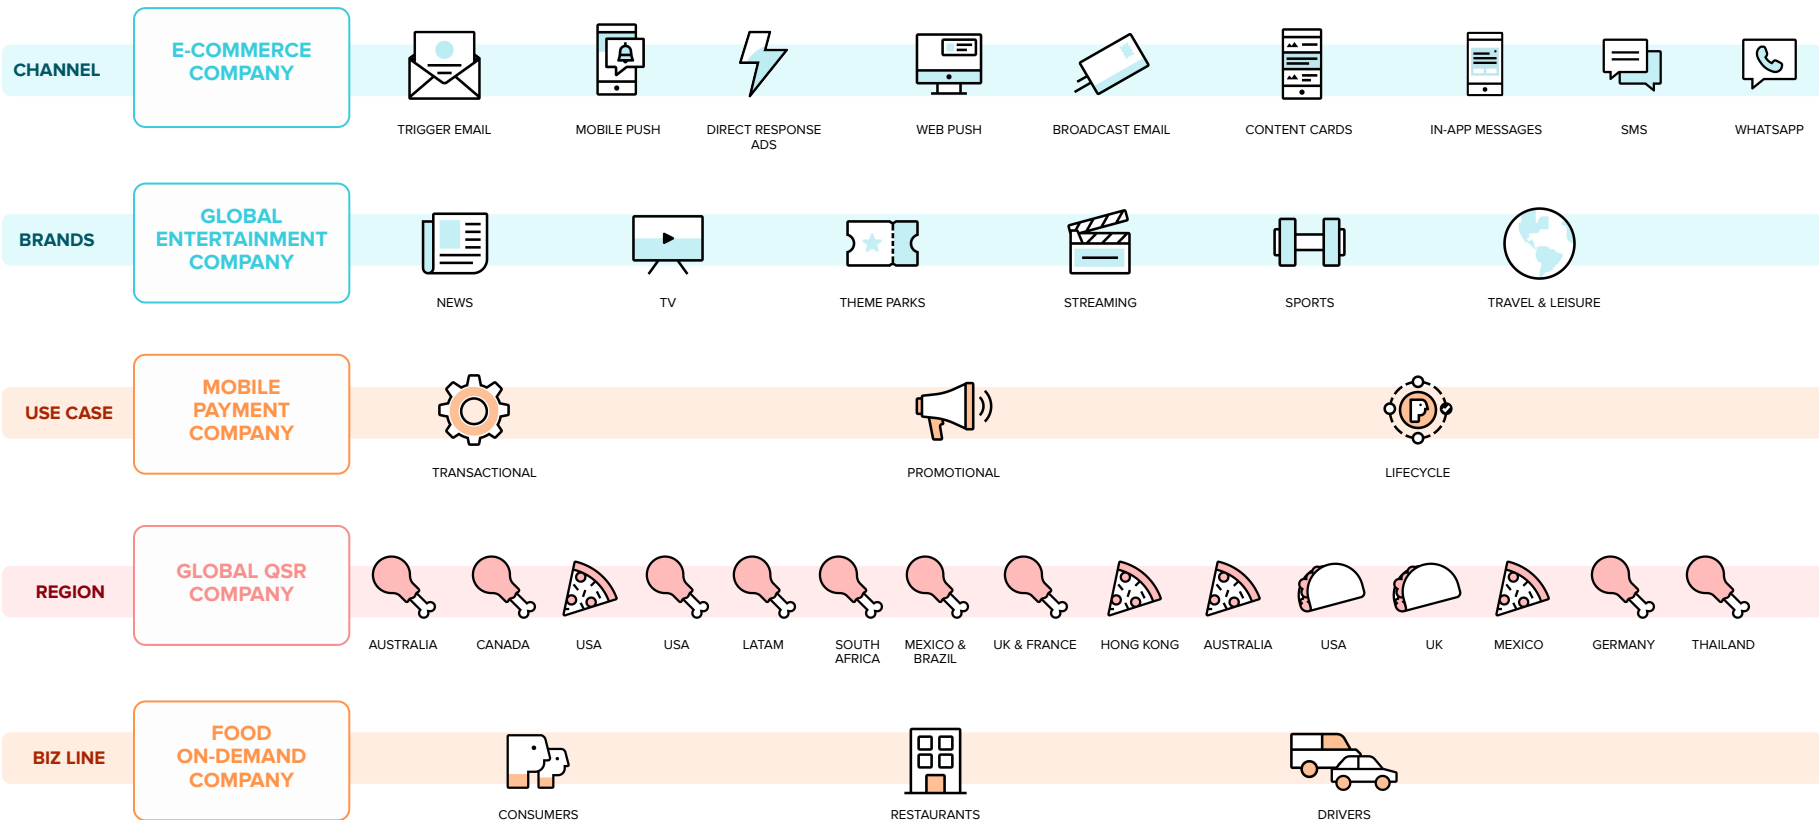 CHANNEL
E-COMMERCE
COMPANY
TRIGGER EMAIL
MOBILE PUSH
DIRECT RESPONSE
ADS
WEB PUSH
BROADCAST EMAIL
CONTENT CARDS
IN-APP MESSAGES
SMS
WHATSAPP
BRANDS
GLOBAL
ENTERTAINMENT
COMPANY
NEWS
TV
THEME PARKS
STREAMING
SPORTS
TRAVEL & LEISURE
USE CASE
MOBILE
PAYMENT
COMPANY
TRANSACTIONAL
PROMOTIONAL
LIFECYCLE
REGION
GLOBAL QSR
COMPANY
AUSTRALIA
CANADA
USA
USA
LATAM
SOUTH
AFRICA
MEXICO &
BRAZIL
UK & FRANCE
HONG KONG
AUSTRALIA
USA
UK
MEXICO
GERMANY
THAILAND
BIZ LINE
FOOD
ON-DEMAND
COMPANY
CONSUMERS
RESTAURANTS
DRIVERS